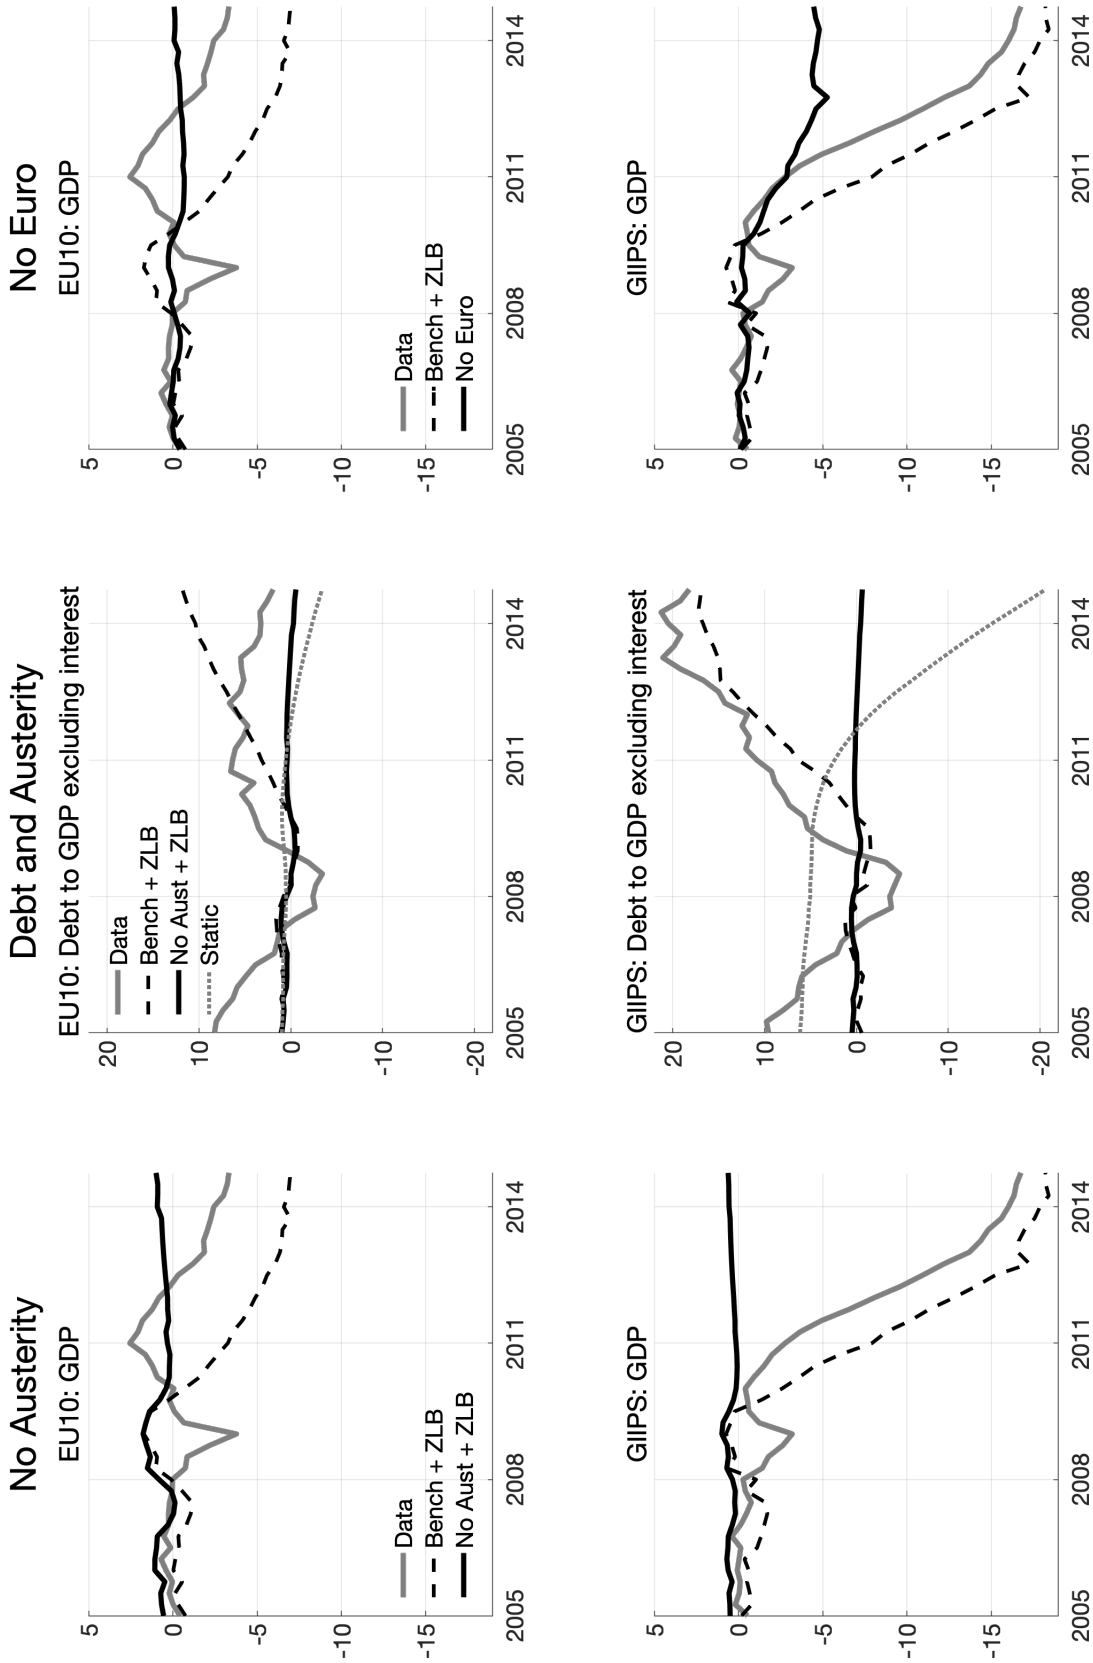 No Austerity
EU10: GDP
5
0
-5
-10
-15
Data
Bench + ZLB
No Aust + ZLB
2005
2008
2011
2014
Debt and Austerity
EU10: Debt to GDP excluding interest
20
10
0
-10
-20
Data
Bench + ZLB
No Aust + ZLB
Static
2005
2008
2011
2014
No Euro
EU10: GDP
5
0
-5
-10
-15
Data
Bench + ZLB
No Euro
2005
2008
2011
2014
GIIPS: GDP
5
0
-5
-10
-15
2005
2008
2011
2014
GIIPS: Debt to GDP excluding interest
20
10
0
-10
-20
2005
2008
2011
2014
GIIPS: GDP
5
0
-5
-10
-15
2005
2008
2011
2014